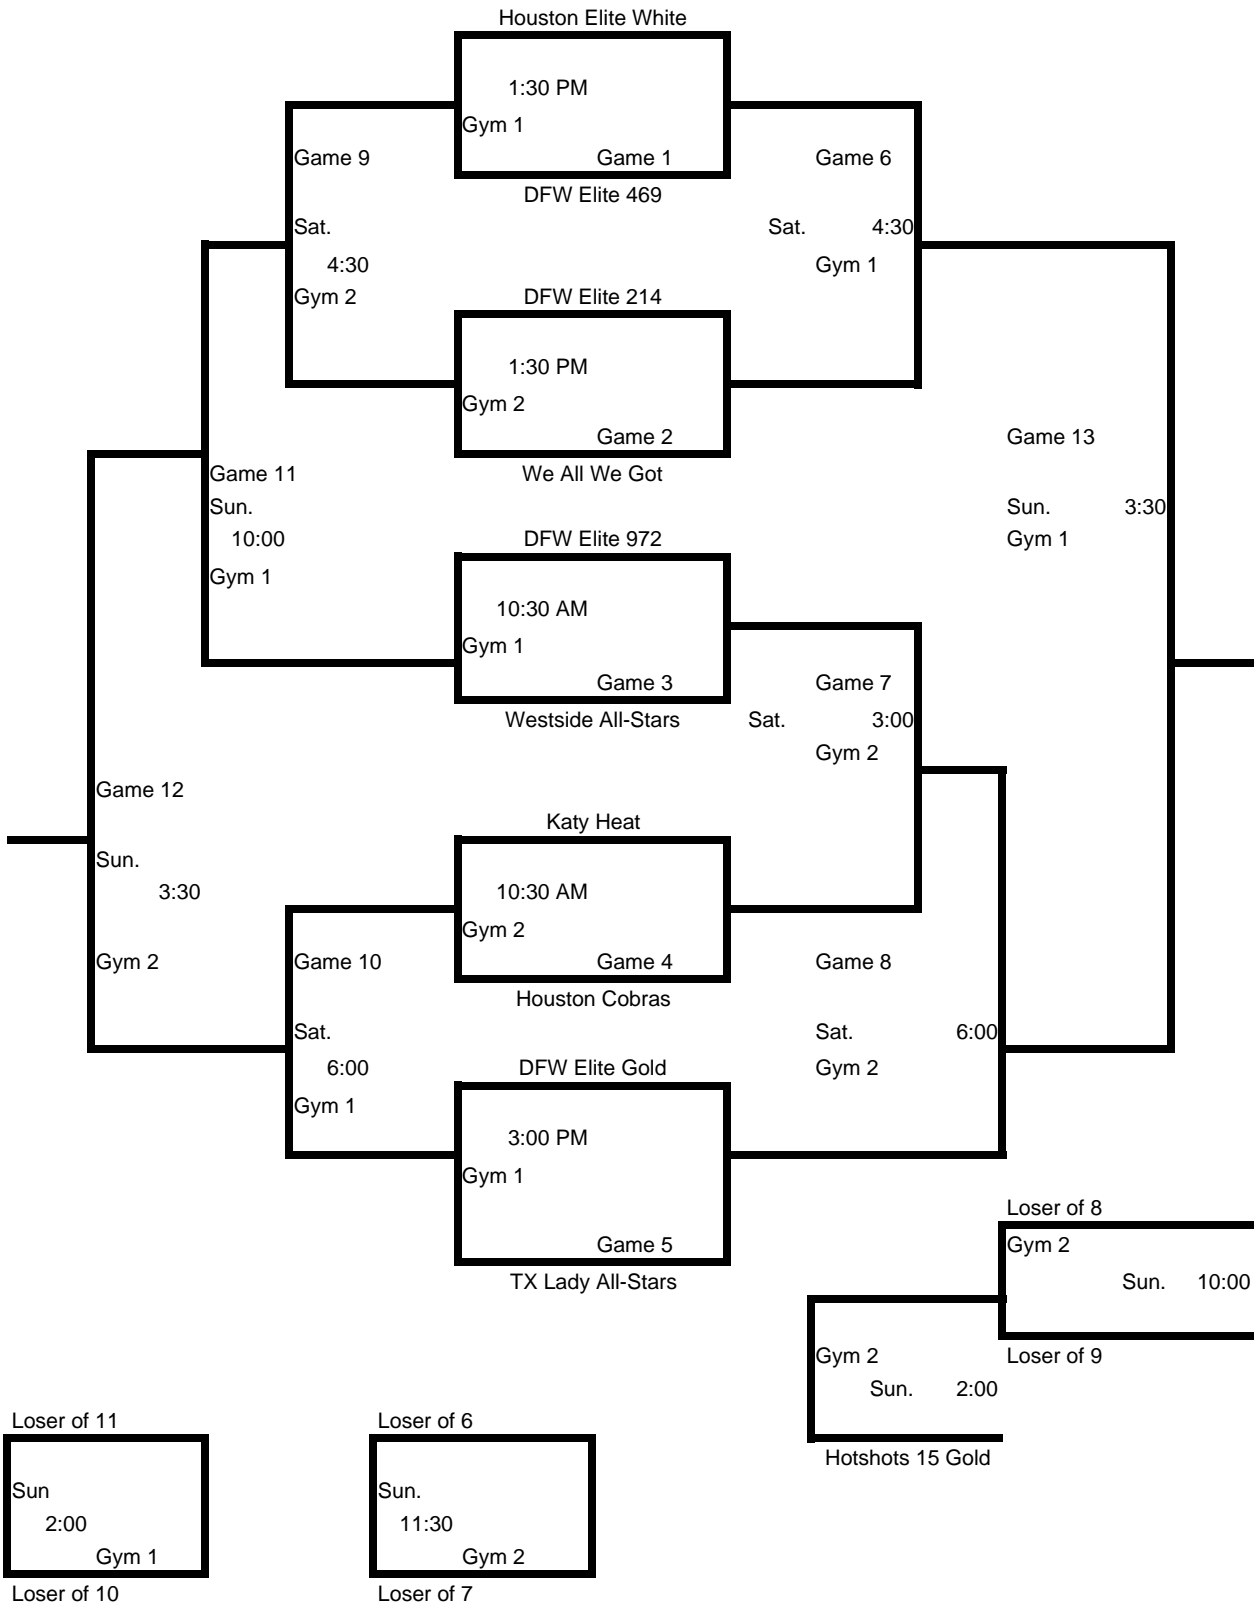 Houston Elite White
1:30 PM
Gym 1
Game 9
Game 1
Game 6
DFW Elite 469
Sat.
Sat. 4:30
4:30
Gym 1
Gym 2
DFW Elite 214
1:30 PM
Gym 2
Game 2
Game 13
We All We Got
Game 11
Sun.
Sun. 3:30
10:00
DFW Elite 972
Gym 1
Gym 1
10:30 AM
Gym 1
Game 3
Game 7
Westside All-Stars
Sat. 3:00
Gym 2
Game 12
Katy Heat
Sun.
3:30
10:30 AM
Gym 2
Gym 2
Game 10
Game 4
Game 8
Houston Cobras
Sat.
Sat. 6:00
6:00
DFW Elite Gold
Gym 2
Gym 1
3:00 PM
Gym 1
Loser of 8
Game 5
Gym 2
TX Lady All-Stars
Sun. 10:00
Gym 2
Loser of 9
Sun. 2:00
Loser of 11
Loser of 6
Hotshots 15 Gold
Sun
Sun.
2:00
11:30
Gym 1
Gym 2
Loser of 10
Loser of 7